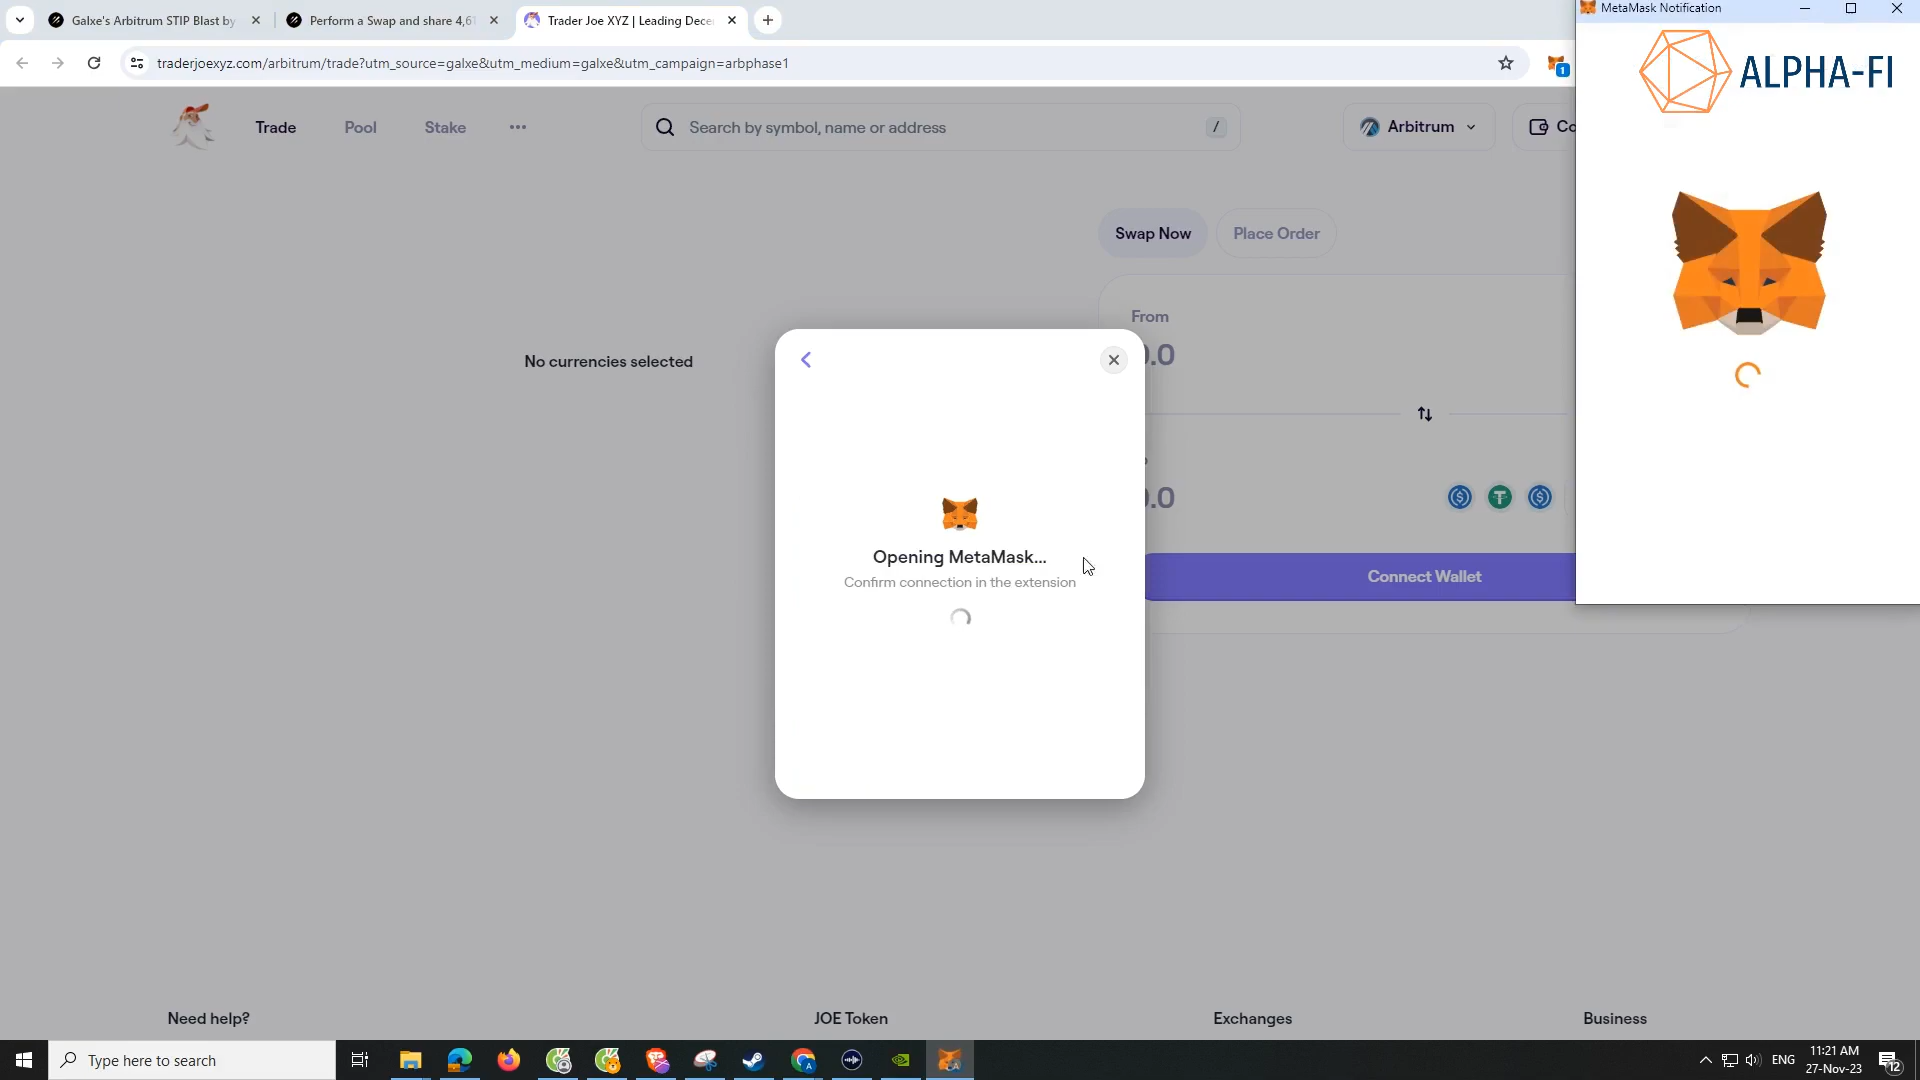 Galxe's Arbitrum STIP Blast by
Perform a Swap and share 4,6
Trader Joe XYZ | Leading Dece
MetaMask Notification
traderjoexyz.com/arbitrum/trade?utm_source=galxe&utm_medium=galxe&utm_campaign=arbphase1
1
ALPHA-FI
Trade
Pool
Stake
Search by symbol, name or address
/
Arbitrum
Co
Swap Now
Place Order
From
0.0
No currencies selected
0.0
Opening MetaMask...
Confirm connection in the extension
Connect Wallet
Need help?
JOE Token
Exchanges
Business
Type here to search
ENG
11:21 AM
27-Nov-23
12